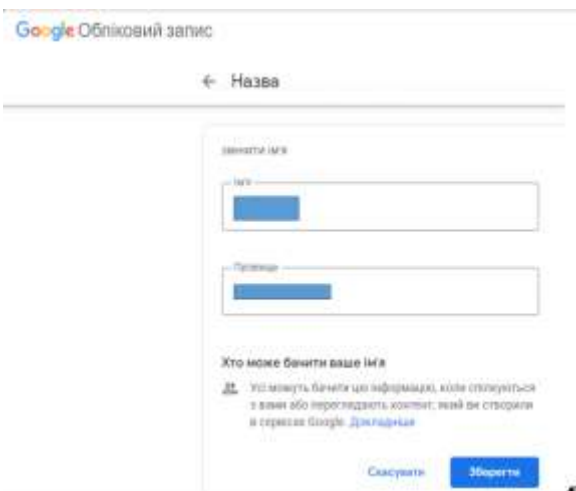 Google Обліковий запис
← Назва
ЗМІНИТИ ІМ'Я
Ім'я
Прізвище
Хто може бачити ваше ім'я
Усі можуть бачити цю інформацію, коли спілкуються
з вами або переглядають контент, який ви створили
в сервісах Google. Докладніше
Скасувати Зберегти